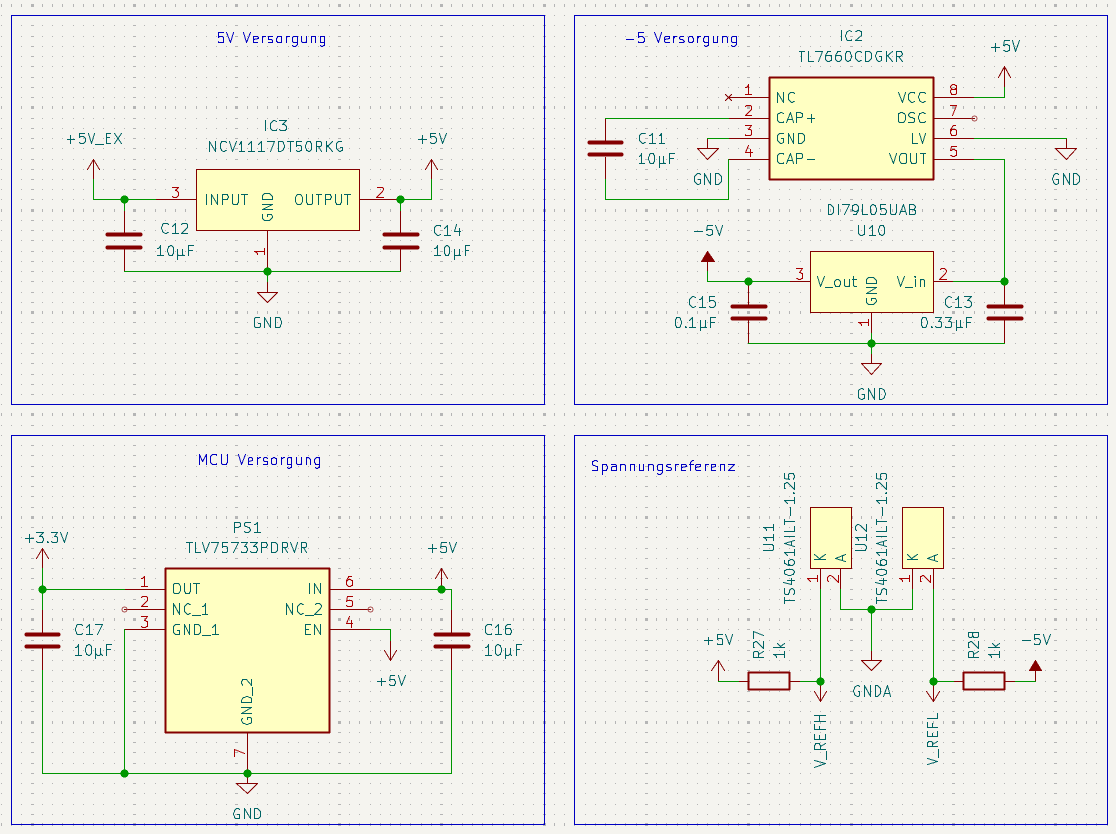 5V Versorgung
+5V_EX
IC3
NCV1117DT50RKG
+5V
3
INPUT
GND
OUTPUT
2
1
C12
10µF
C14
10µF
GND
-5 Versorgung
IC2
TL7660CDGKR
+5V
1
NC
VCC
8
2
CAP+
OSC
7
3
GND
LV
6
4
CAP-
VOUT
5
C11
10µF
GND
GND
DI79L05UAB
U10
-5V
3
V_out
GND
V_in
2
1
C15
0.1µF
C13
0.33µF
GND
MCU Versorgung
+3.3V
PS1
TLV75733PDRVR
+5V
1
OUT
IN
6
2
NC_1
NC_2
5
3
GND_1
EN
4
C17
10µF
C16
10µF
+5V
GND_2
7
GND
Spannungsreferenz
U11
TS4061AILT-1.25
K
A
1
2
U12
TS4061AILT-1.25
K
A
1
2
+5V
R27
1k
GNDA
R28
1k
-5V
V_REFH
V_REFL